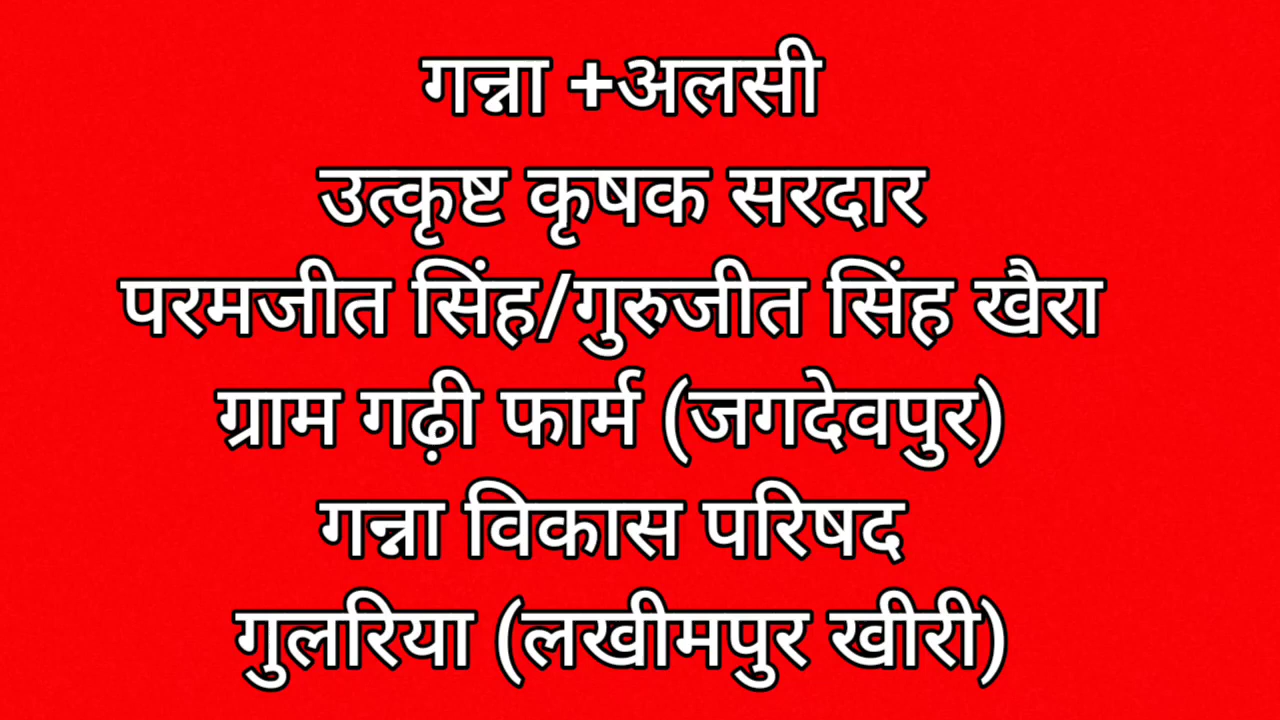 गन्ना +अलसी
उत्कृष्ट कृषक सरदार
परमजीत सिंह/गुरुजीत सिंह खैरा
ग्राम गढ़ी फार्म (जगदेवपुर)
गन्ना विकास परिषद
गुलरिया (लखीमपुर खीरी)